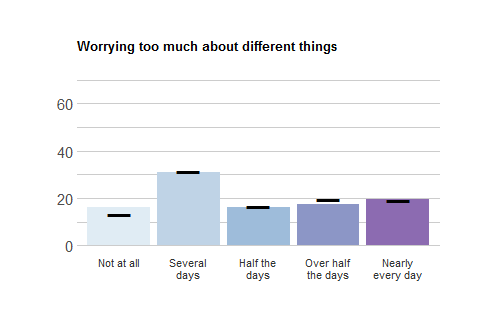 Worrying too much about different things
60
40
20
0
Not at all
Several
days
Half the
days
Over half
the days
Nearly
every day